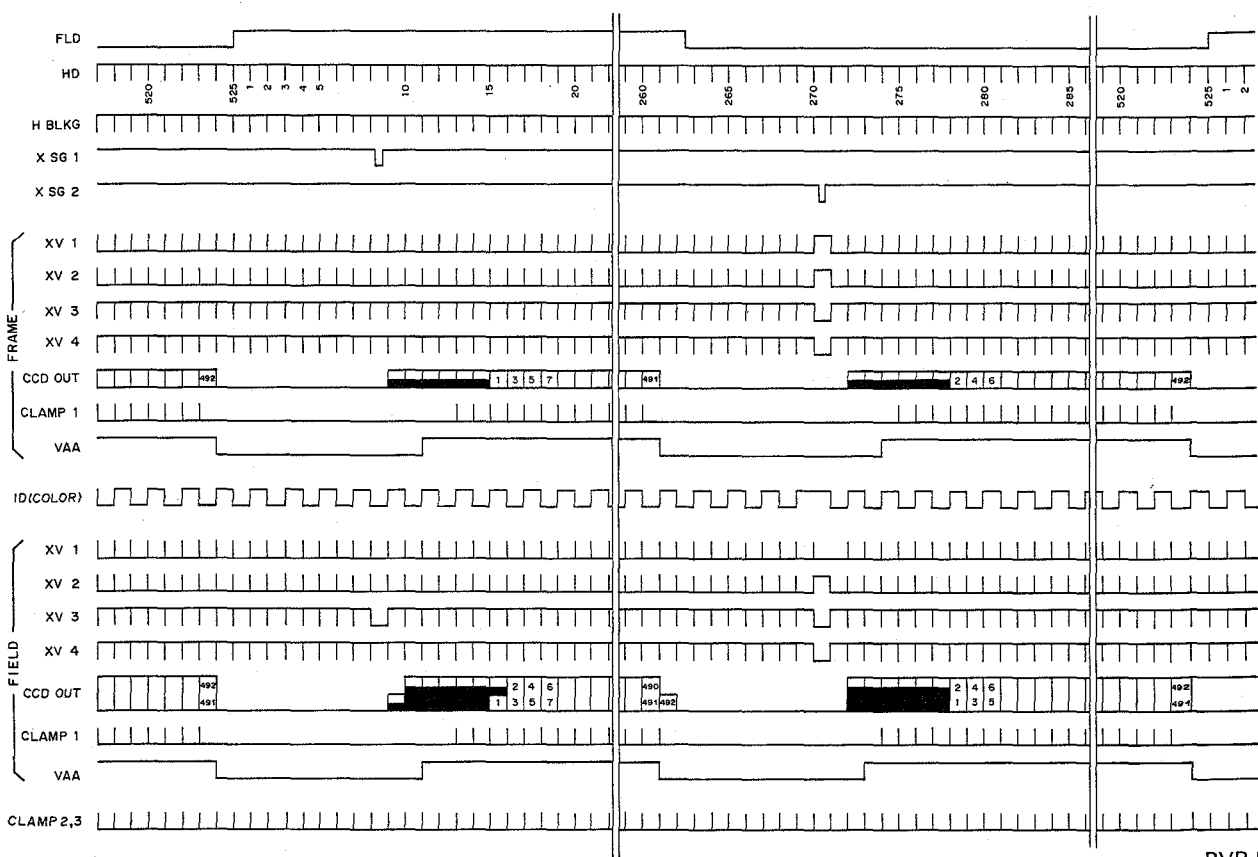 FLD
HD
520 525 1 2 3 4 5 10 15 20 260 265 270 275 280 285 520 525 1 2
H BLKG
X SG 1
X SG 2
FRAME
XV 1
XV 2
XV 3
XV 4
CCD OUT 492 1 3 5 7 491 2 4 6 492
CLAMP 1
VAA
ID(COLOR)
FIELD
XV 1
XV 2
XV 3
XV 4
492 2 4 6 490 2 4 6 492
CCD OUT
491 1 3 5 7 491 492 1 3 5 491
CLAMP 1
VAA
CLAMP 2,3